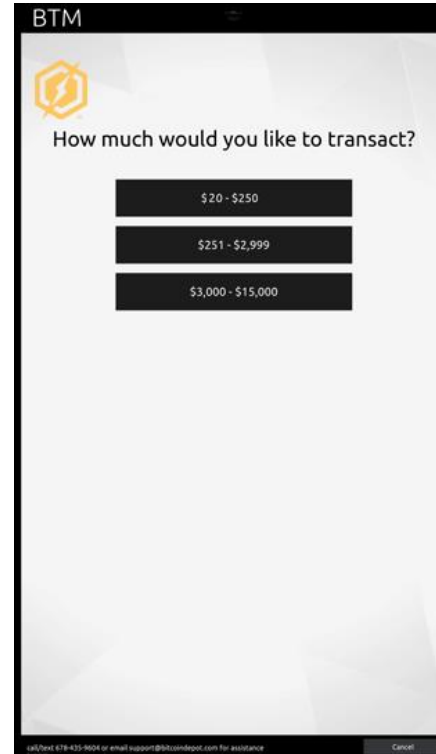 BTM
How much would you like to transact?
$20 - $250
$251 - $2,999
$3,000 - $15,000
call/text 678-435-9604 or email support@bitcoindepot.com for assistance
Cancel